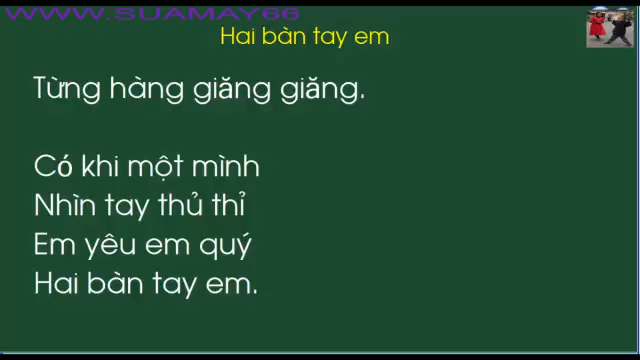 WWW.SUAMAY66
Hai bàn tay em
Từng hàng giăng giăng.
Có khi một mình
Nhìn tay thủ thỉ
Em yêu em quý
Hai bàn tay em.